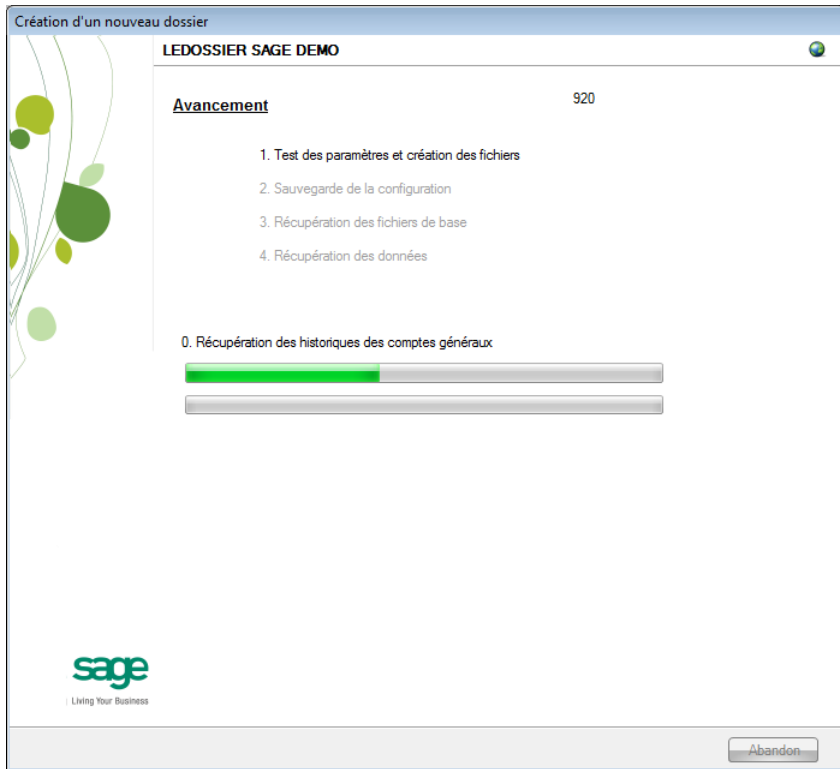 Création d'un nouveau dossier
LEDOSSIER SAGE DEMO
Avancement 920
1. Test des paramètres et création des fichiers
2. Sauvegarde de la configuration
3. Récupération des fichiers de base
4. Récupération des données
0. Récupération des historiques des comptes généraux
sage
Living Your Business
Abandon